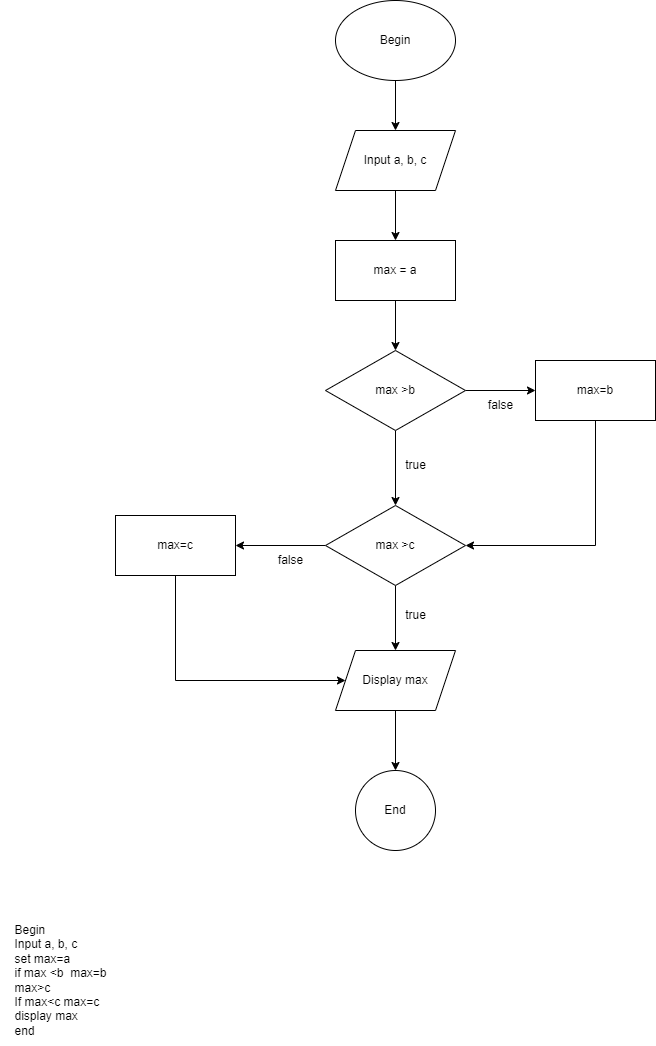 Begin
Input a, b, c
max = a
max >b
false
max=b
true
max=c
false
max >c
true
Display max
End
Begin
Input a, b, c
set max=a
if max <b  max=b
max>c
If max<c max=c
display max
end